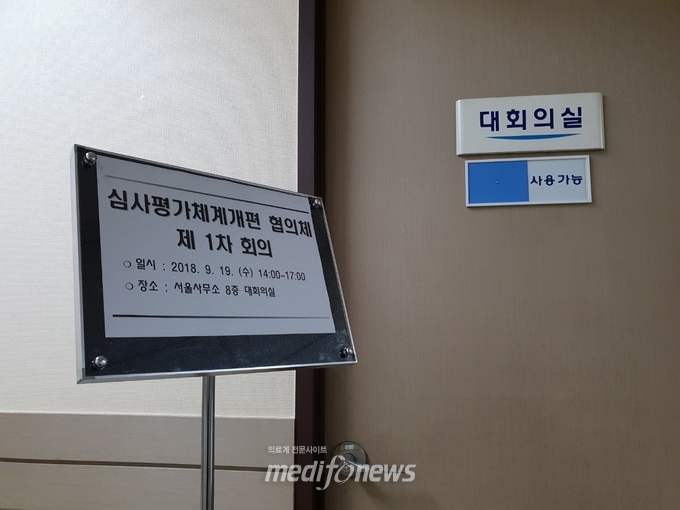 대회의실
사용가능
심사평가체계개편 협의체
제 1차 회의
❍ 일시 : 2018. 9. 19. (수) 14:00~17:00
❍ 장소 : 서울사무소 8층 대회의실
의료계 전문사이트
medifonews